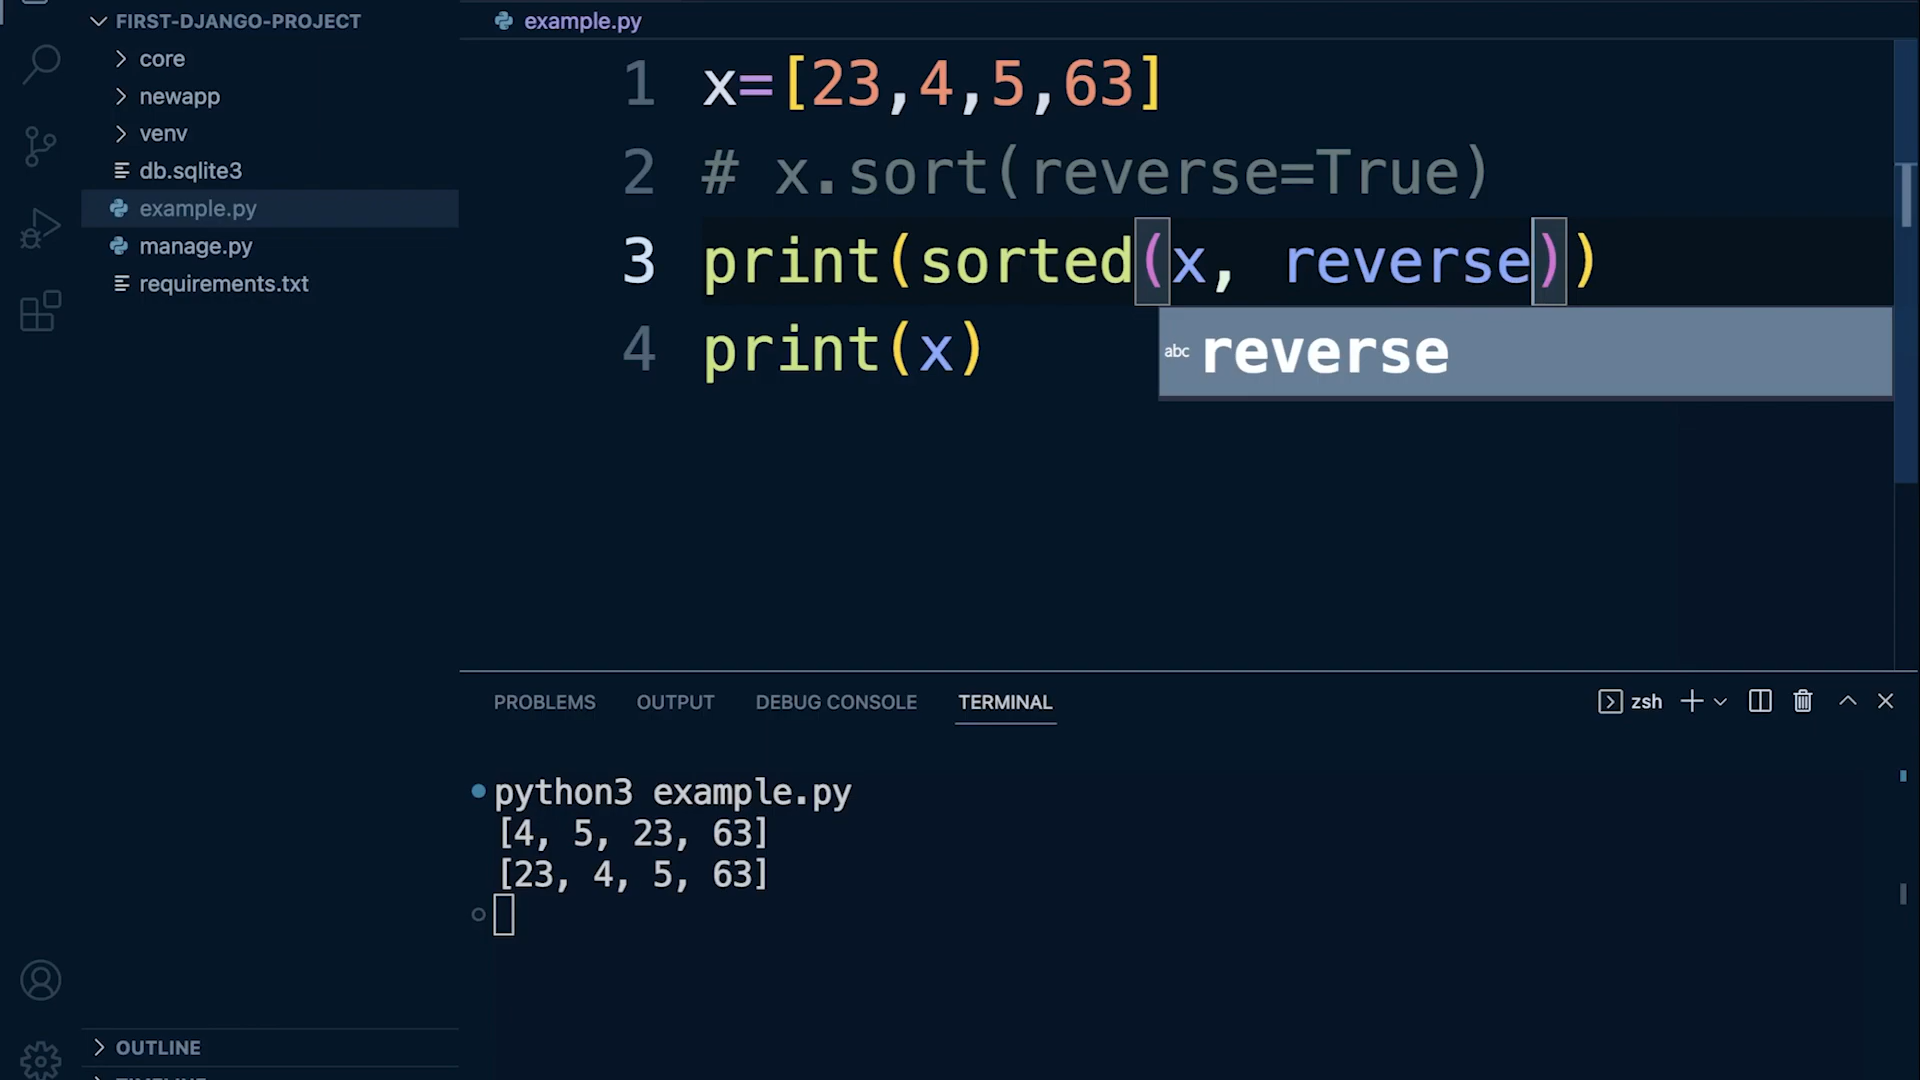 FIRST-DJANGO-PROJECT
core
newapp
venv
db.sqlite3
example.py
manage.py
requirements.txt
OUTLINE
example.py
1 x=[23,4,5,63]
2 # x.sort(reverse=True)
3 print(sorted(x, reverse))
4 print(x)
abc reverse
PROBLEMS OUTPUT DEBUG CONSOLE TERMINAL zsh
python3 example.py
[4, 5, 23, 63]
[23, 4, 5, 63]